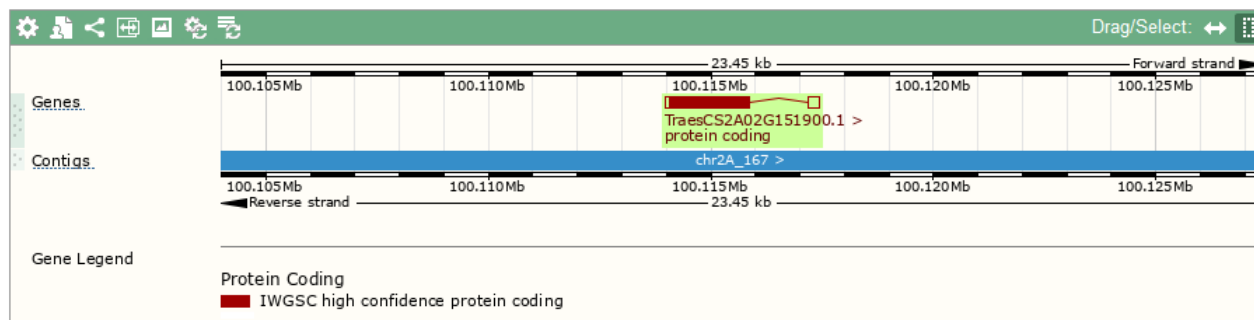 Drag/Select:
23.45 kb Forward strand
100.105Mb 100.110Mb 100.115Mb 100.120Mb 100.125Mb
Genes
TraesCS2A02G151900.1 >
protein coding
Contigs
chr2A_167 >
100.105Mb 100.110Mb 100.115Mb 100.120Mb 100.125Mb
Reverse strand 23.45 kb
Gene Legend
Protein Coding
IWGSC high confidence protein coding